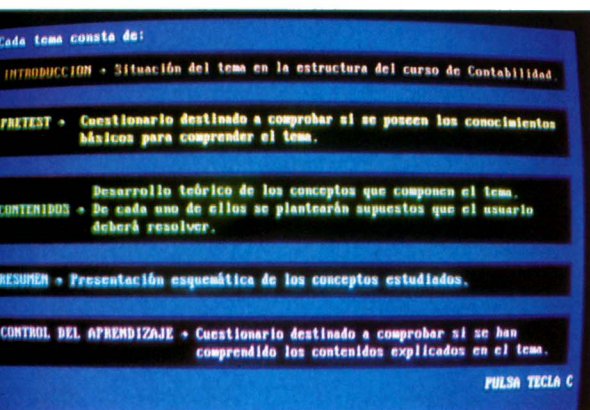 Cada tema consta de:
INTRODUCCION → Situación del tema en la estructura del curso de Contabilidad.
PRETEST → Cuestionario destinado a comprobar si se poseen los conocimientos
básicos para comprender el tema.
Desarrollo teórico de los conceptos que componen el tema.
CONTENIDOS → De cada uno de ellos se plantearán supuestos que el usuario
deberá resolver.
RESUMEN → Presentación esquemática de los conceptos estudiados.
CONTROL DEL APRENDIZAJE → Cuestionario destinado a comprobar si se han
comprendido los contenidos explicados en el tema.
PULSA TECLA C